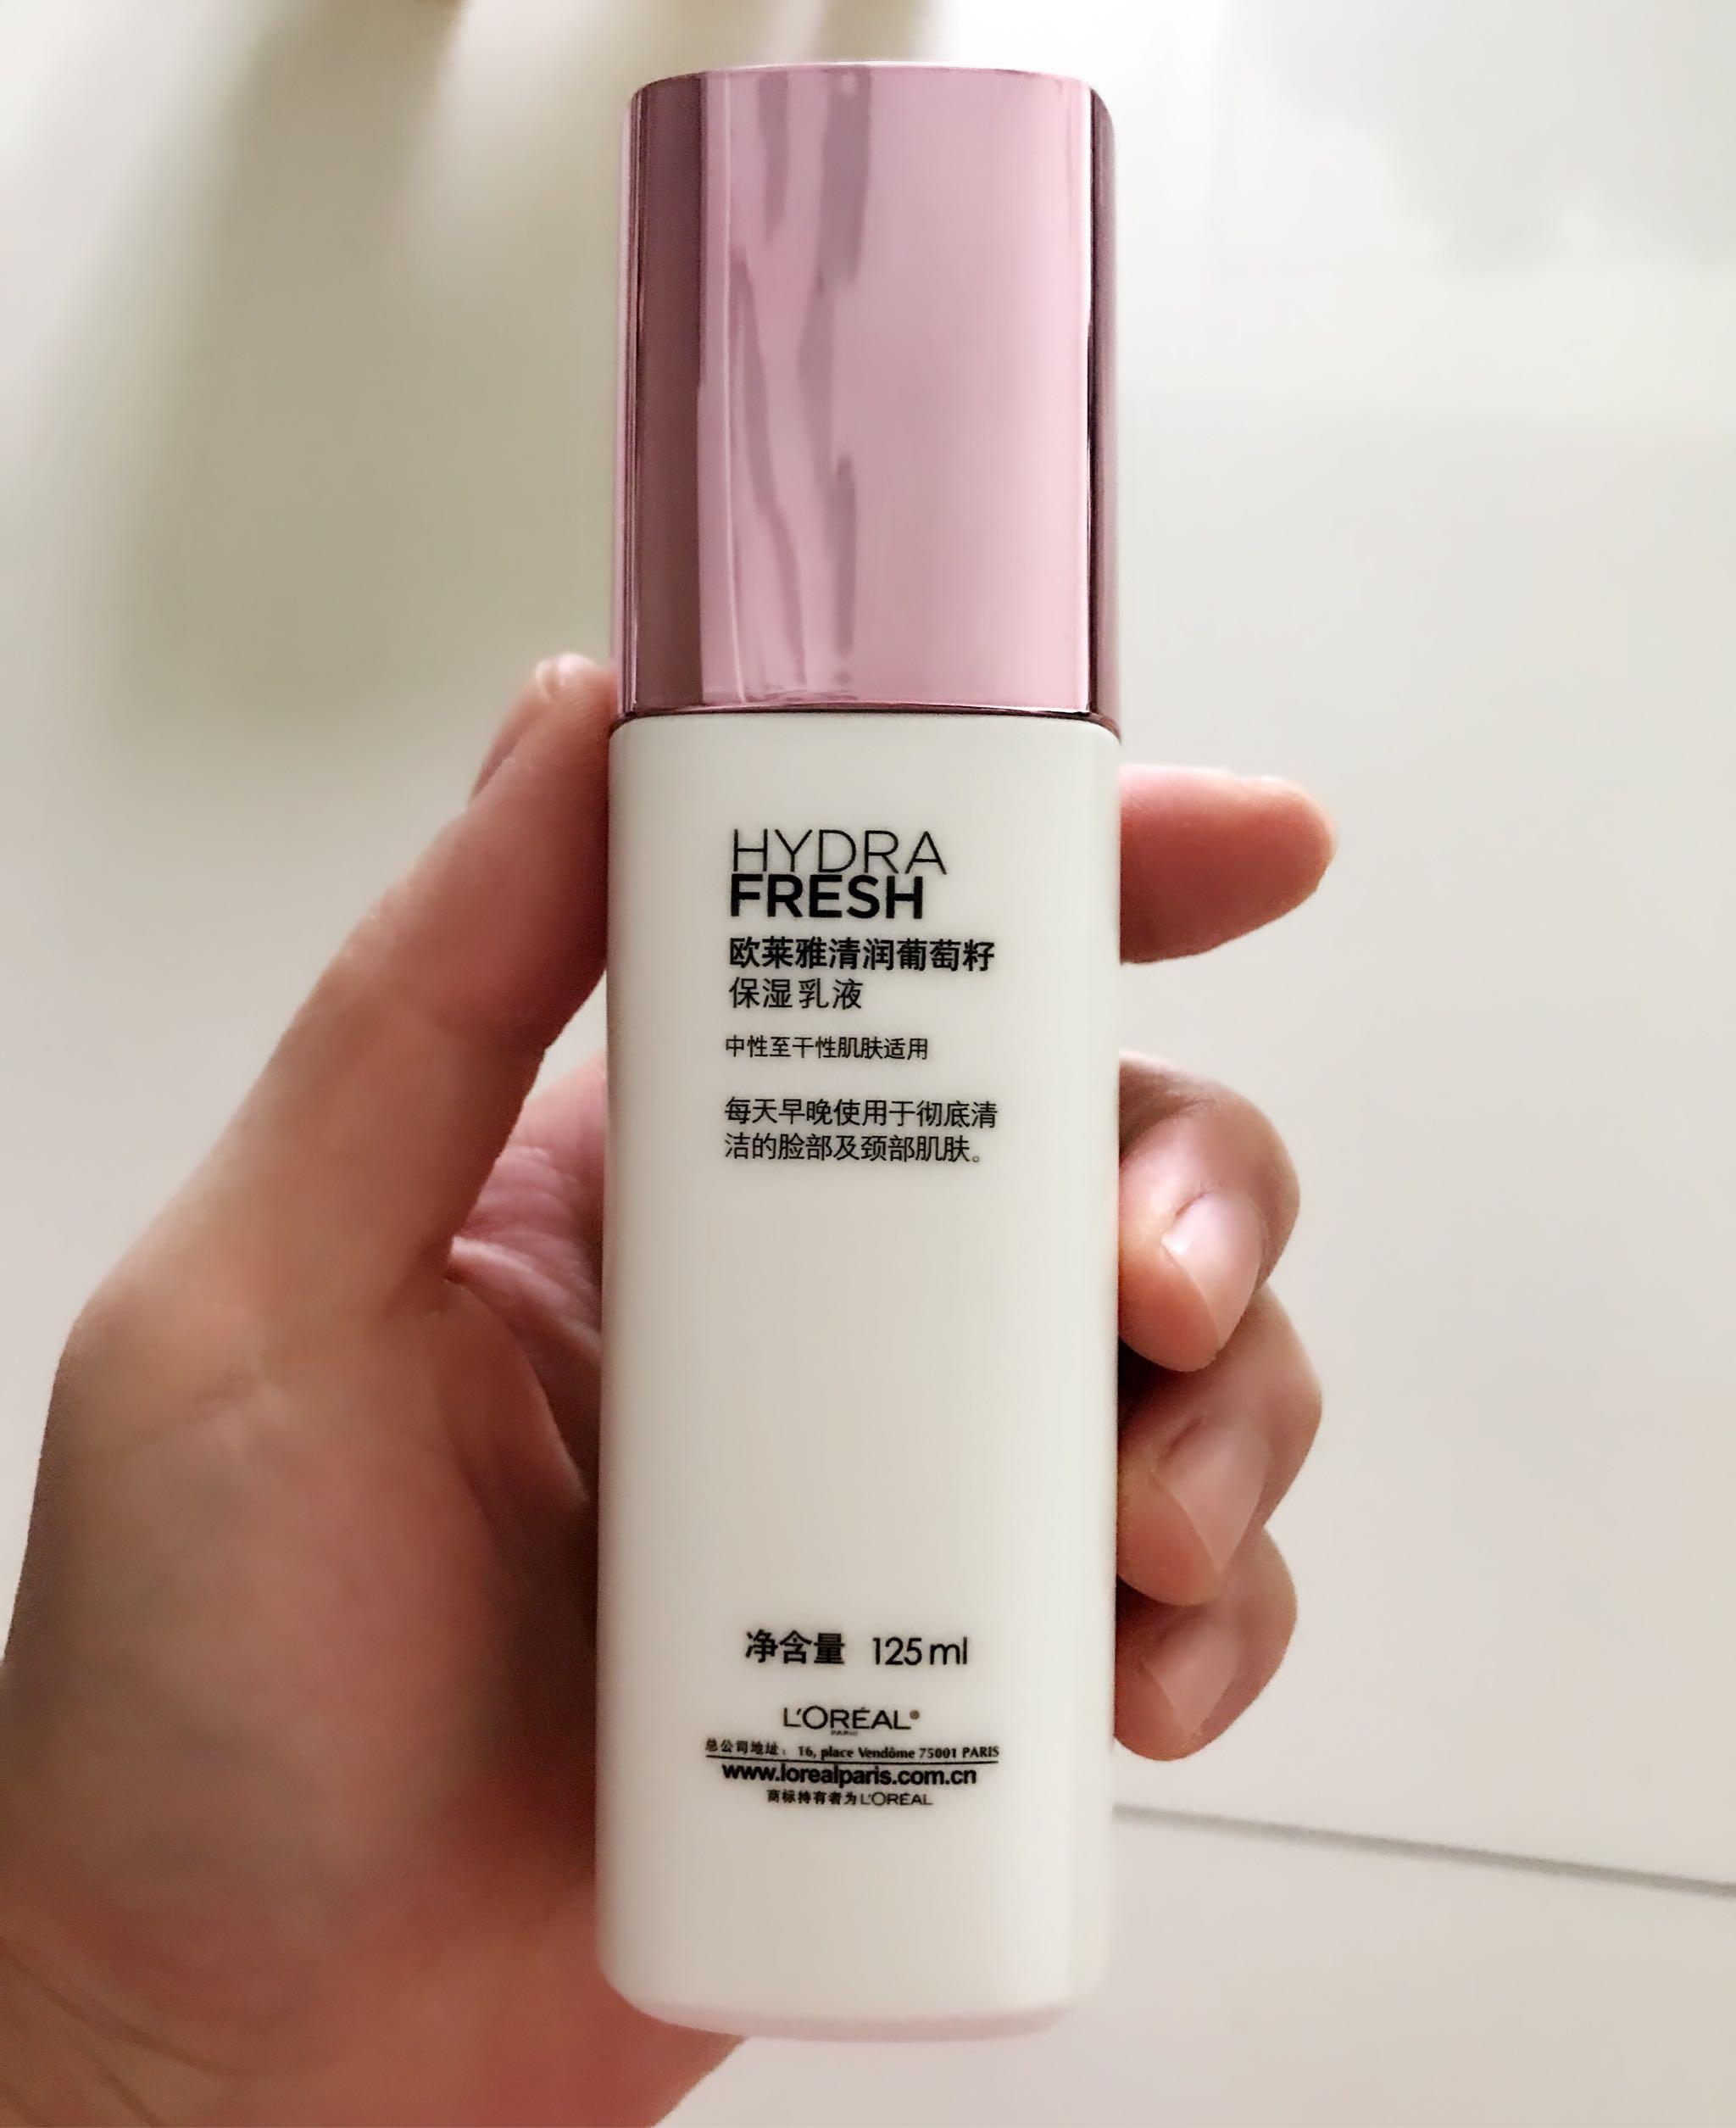 HYDRA
FRESH
欧莱雅清润葡萄籽
保湿乳液
中性至干性肌肤适用
每天早晚使用于彻底清
洁的脸部及颈部肌肤。
净含量 125ml
L'ORÉAL®
PARIS
总公司地址：16, place Vendôme 75001 PARIS
www.lorealparis.com.cn
商标持有者为L'ORÉAL